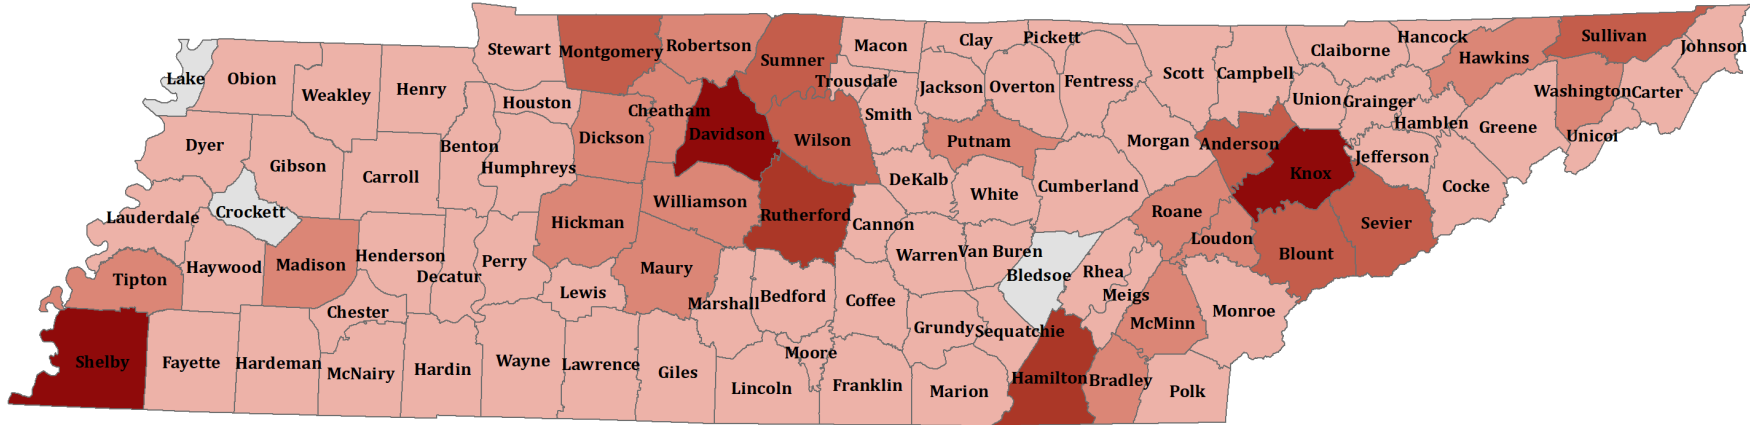 Stewart
Montgomery
Robertson
Sumner
Macon
Clay
Pickett
Scott
Campbell
Claiborne
Hancock
Hawkins
Sullivan
Johnson
Lake
Obion
Weakley
Henry
Houston
Cheatham
Trousdale
Smith
Jackson
Overton
Fentress
Union
Grainger
Hamblen
Greene
Washington
Carter
Unicoi
Dyer
Gibson
Carroll
Benton
Humphreys
Dickson
Davidson
Wilson
Putnam
Morgan
Anderson
Knox
Jefferson
Cocke
Lauderdale
Crockett
Hickman
Williamson
Rutherford
DeKalb
White
Cumberland
Roane
Loudon
Blount
Sevier
Tipton
Haywood
Madison
Henderson
Decatur
Perry
Lewis
Maury
Marshall
Bedford
Cannon
Coffee
Warren
Van Buren
Bledsoe
Rhea
Meigs
McMinn
Monroe
Chester
Grundy
Sequatchie
Shelby
Fayette
Hardeman
McNairy
Hardin
Wayne
Lawrence
Giles
Lincoln
Moore
Franklin
Marion
Hamilton
Bradley
Polk